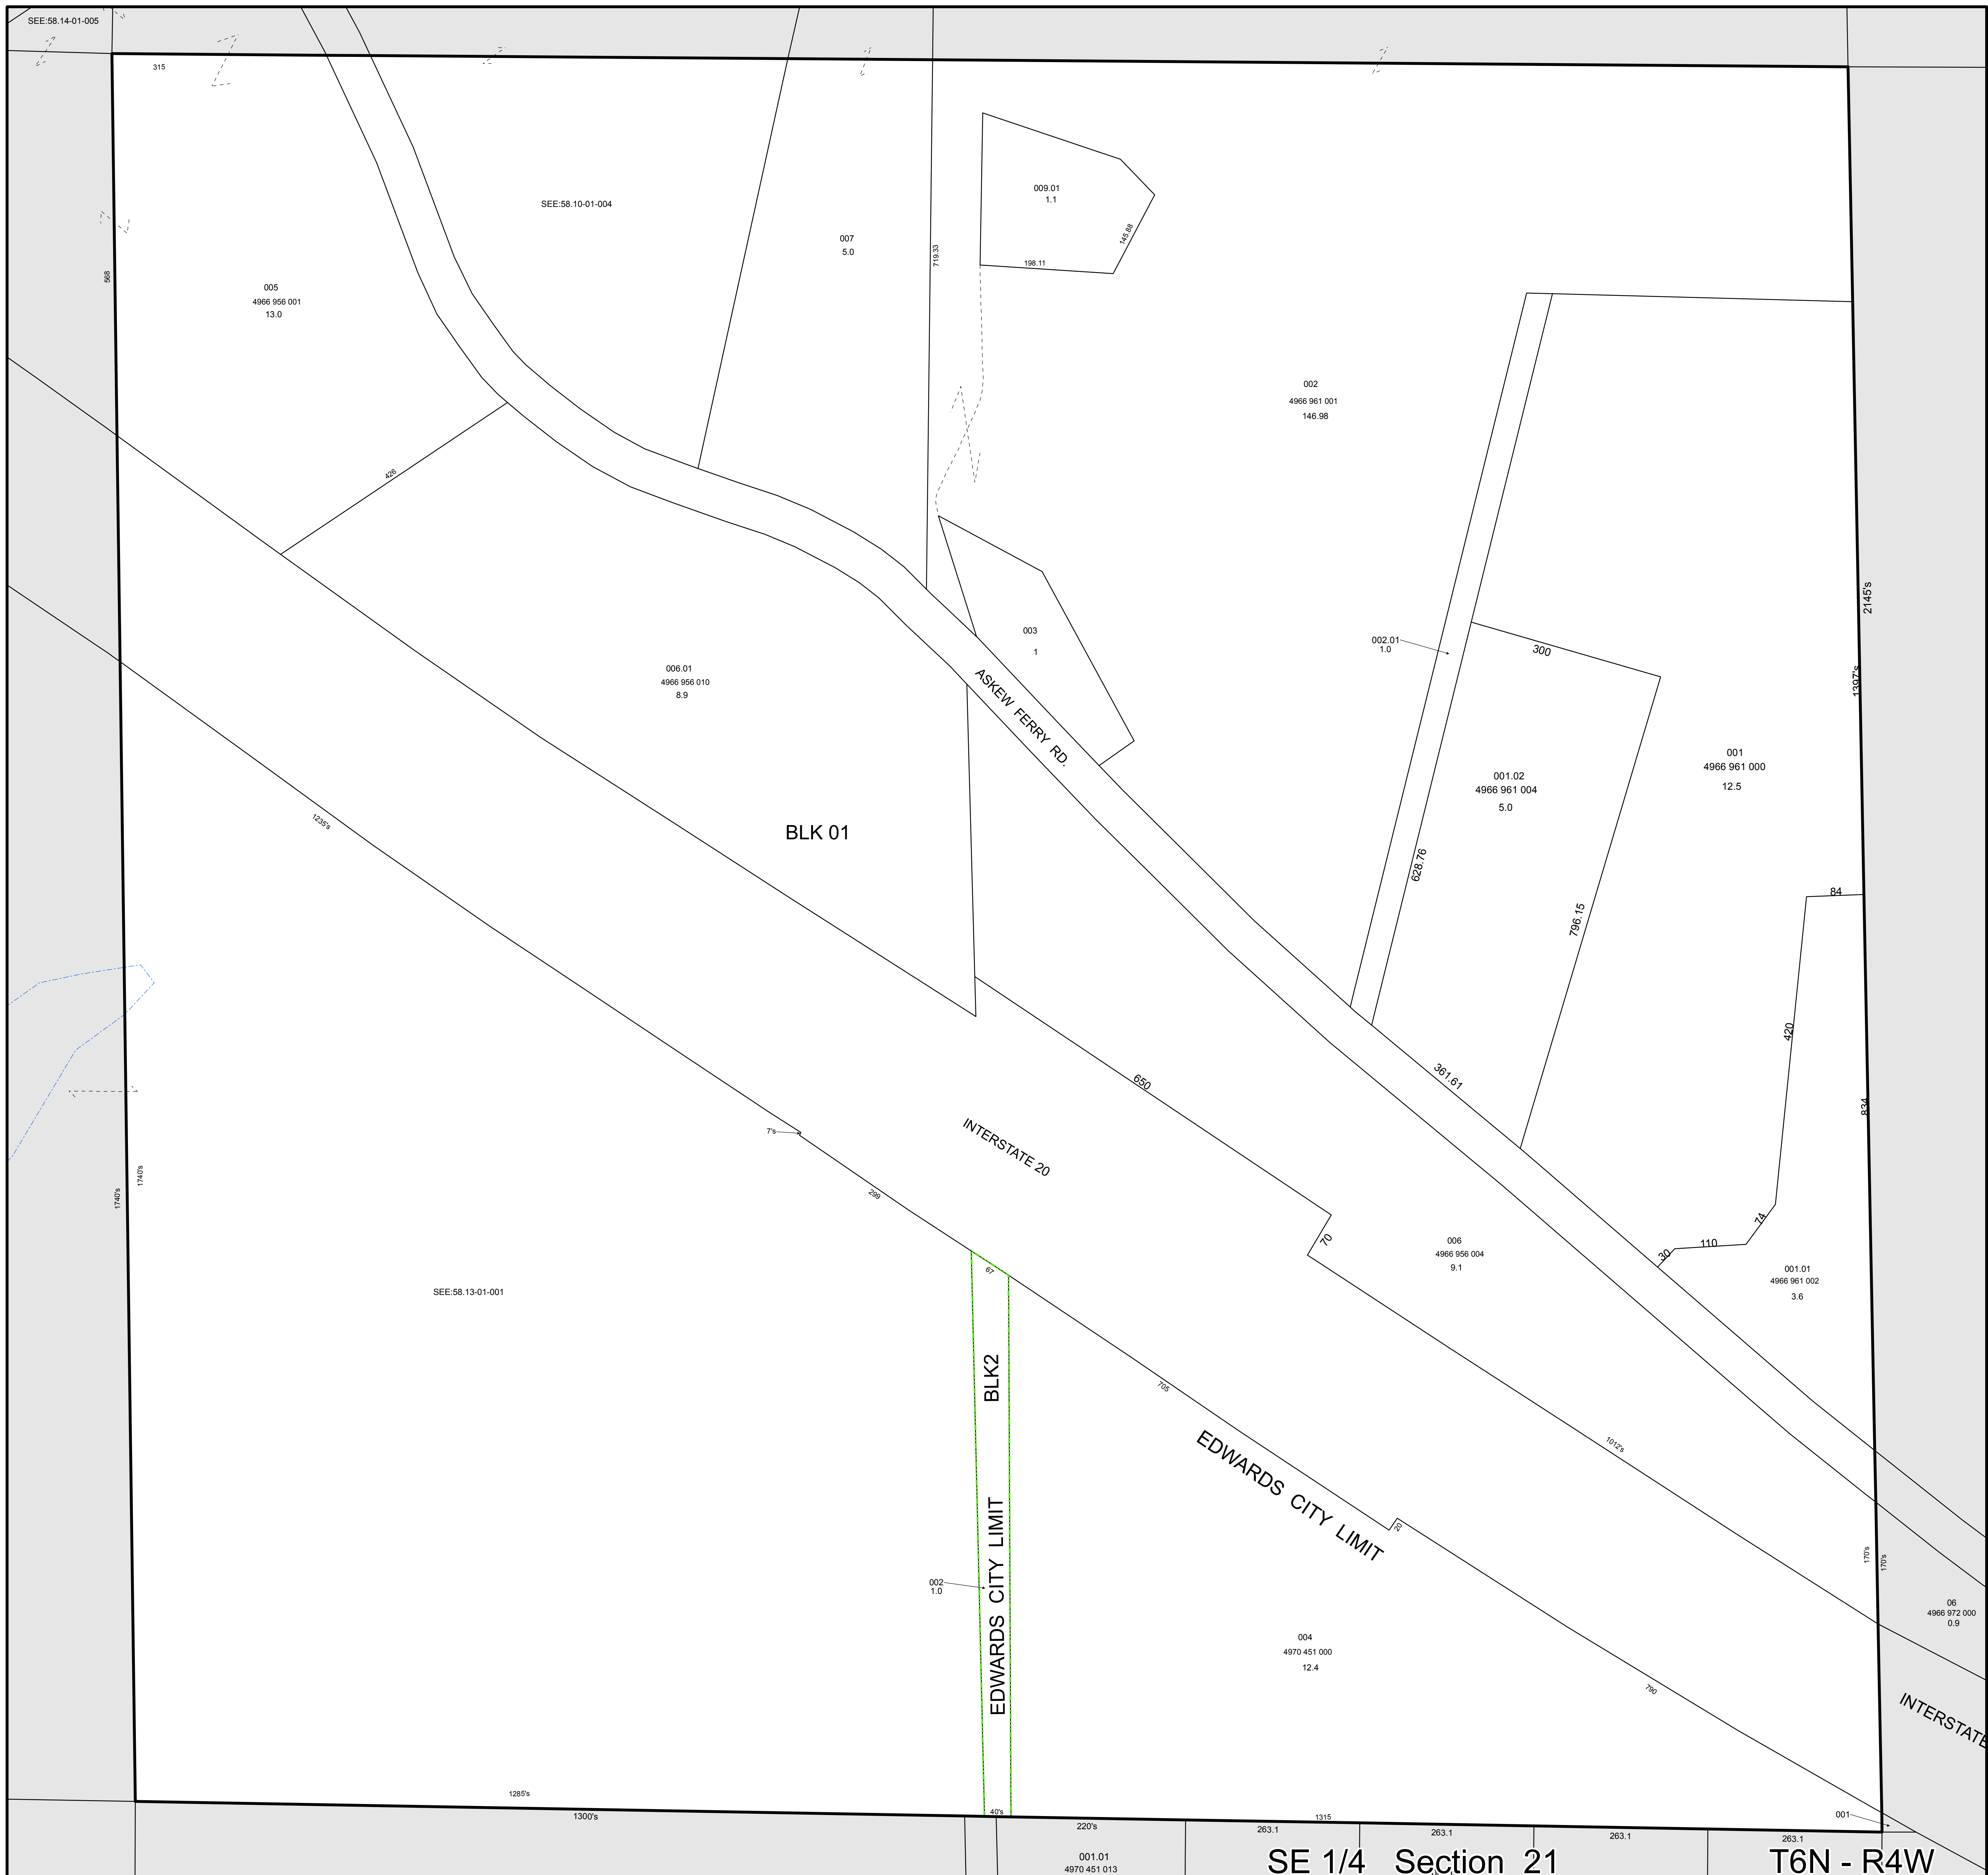 SEE:58.14-01-005
315
009.01
1.1
SEE:58.10-01-004
145.88
007
5.0
719.33
198.11
568
005
4966 956 001
13.0
002
4966 961 001
146.98
426
2145's
003
1
002.01
1.0
300
006.01
4966 956 010
8.9
1397's
ASKEW FERRY RD.
001
4966 961 000
12.5
001.02
4966 961 004
5.0
1235's
BLK 01
628.76
84
796.15
420
650
361.61
834
7's
INTERSTATE 20
1740's
1740's
299
74
70
006
4966 956 004
9.1
110
30
67
001.01
4966 961 002
3.6
SEE:58.13-01-001
BLK2
705
1012's
EDWARDS CITY LIMIT
20
170's
170's
002
1.0
EDWARDS CITY LIMIT
06
4966 972 000
0.9
004
4970 451 000
12.4
790
INTERSTATE
1285's
1300's
40's
1315
001
220's
263.1
263.1
263.1
263.1
001.01
4970 451 013
SE 1/4 Section 21
T6N - R4W